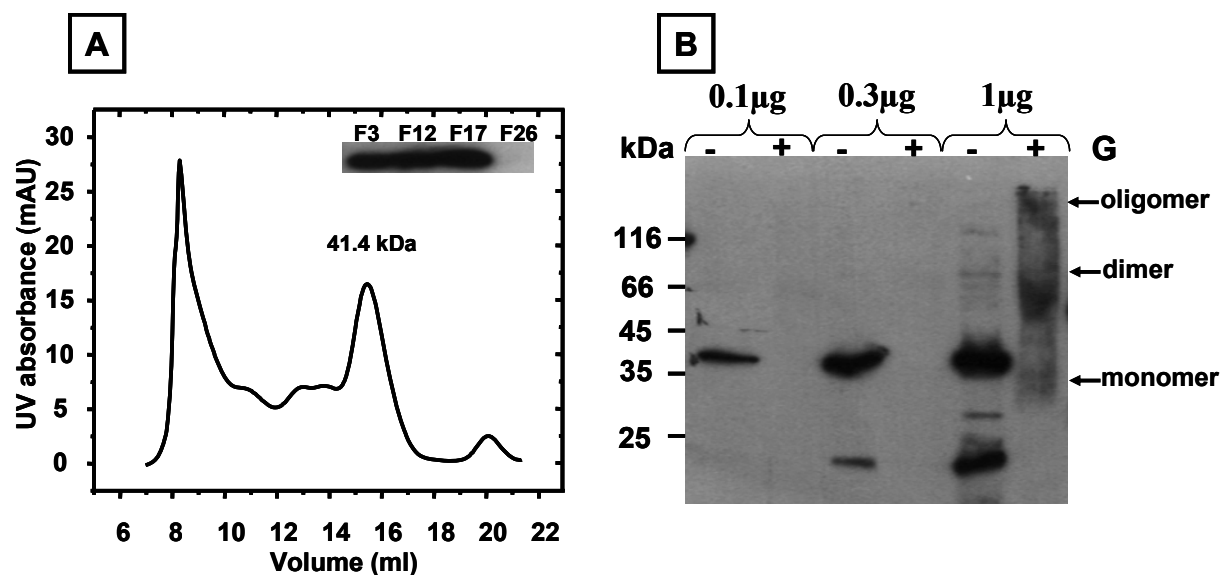 A
30
25
20
15
10
5
0
UV absorbance (mAU)
F3 F12 F17 F26
41.4 kDa
6 8 10 12 14 16 18 20 22
Volume (ml)
B
0.1µg 0.3µg 1µg
kDa - + - + - + G
116
66
45
35
25
oligomer
dimer
monomer